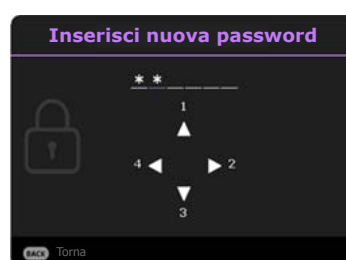 Inserisci nuova password
* * _ _ _ _
1
4 2
3
BACK Torna